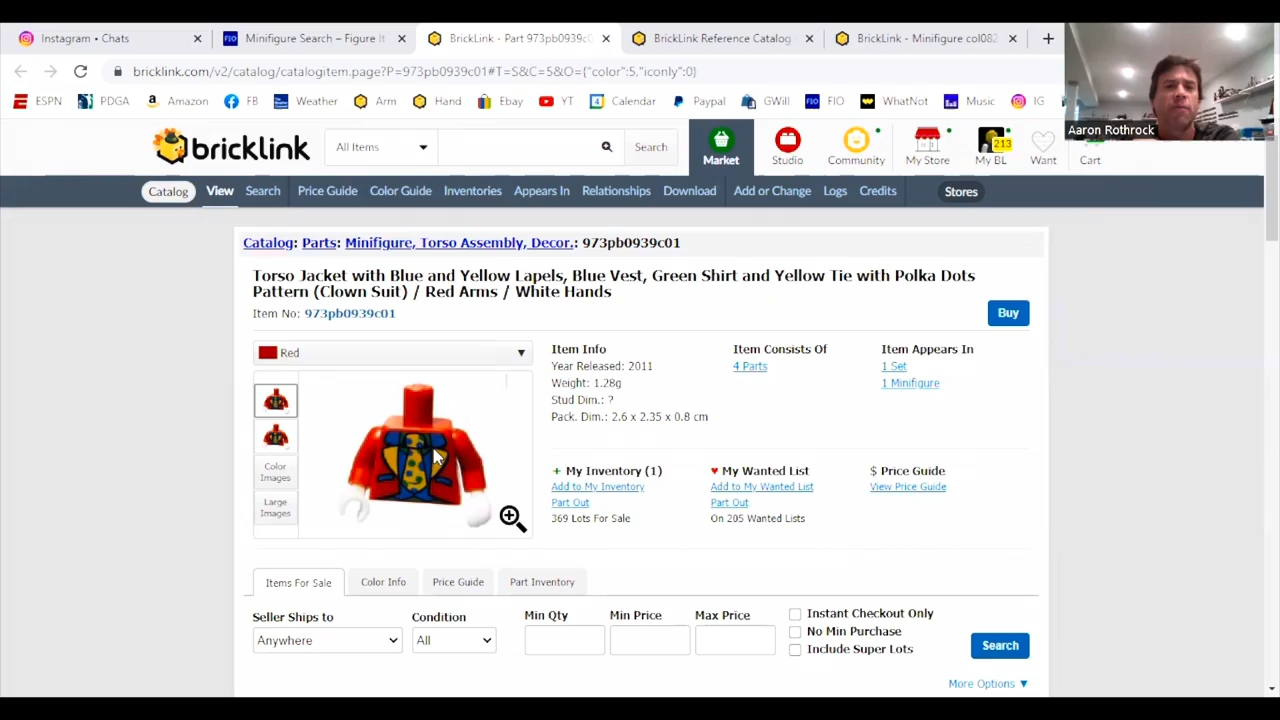 Instagram • Chats
Minifigure Search – Figure It
BrickLink - Part 973pb0939c0
BrickLink Reference Catalog
BrickLink - Minifigure col082
bricklink.com/v2/catalog/catalogitem.page?P=973pb0939c01#T=S&C=5&O={"color":5,"iconly":0}
ESPN PDGA Amazon FB Weather Arm Hand Ebay YT Calendar Paypal GWill FIO WhatNot Music IG
Aaron Rothrock
bricklink All Items Search Market Studio Community My Store My BL 213 Want Cart
Catalog View Search Price Guide Color Guide Inventories Appears In Relationships Download Add or Change Logs Credits Stores
Catalog: Parts: Minifigure, Torso Assembly, Decor.: 973pb0939c01
Torso Jacket with Blue and Yellow Lapels, Blue Vest, Green Shirt and Yellow Tie with Polka Dots
Pattern (Clown Suit) / Red Arms / White Hands
Item No: 973pb0939c01
Buy
Red
Color
Images
Large
Images
Item Info
Year Released: 2011
Weight: 1.28g
Stud Dim.: ?
Pack. Dim.: 2.6 x 2.35 x 0.8 cm
Item Consists Of
4 Parts
Item Appears In
1 Set
1 Minifigure
+ My Inventory (1)
Add to My Inventory
Part Out
369 Lots For Sale
My Wanted List
Add to My Wanted List
Part Out
On 205 Wanted Lists
$ Price Guide
View Price Guide
Items For Sale Color Info Price Guide Part Inventory
Seller Ships to
Anywhere
Condition
All
Min Qty
Min Price
Max Price
Instant Checkout Only
No Min Purchase
Include Super Lots
Search
More Options ▼